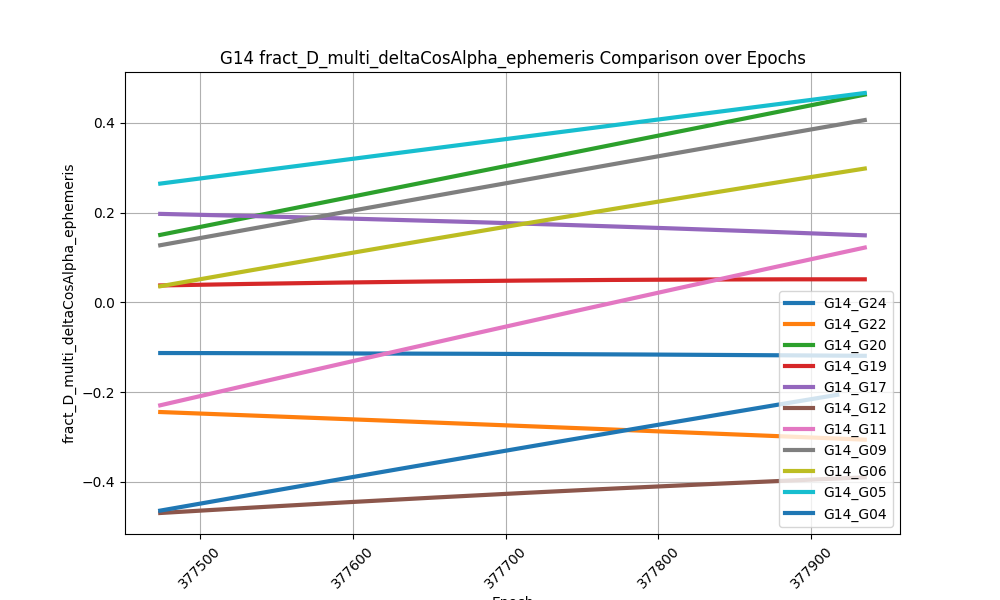 G14 fract_D_multi_deltaCosAlpha_ephemeris Comparison over Epochs
fract_D_multi_deltaCosAlpha_ephemeris
0.4
0.2
0.0
−0.2
−0.4
377500
377600
377700
377800
377900
Epoch
G14_G24
G14_G22
G14_G20
G14_G19
G14_G17
G14_G12
G14_G11
G14_G09
G14_G06
G14_G05
G14_G04